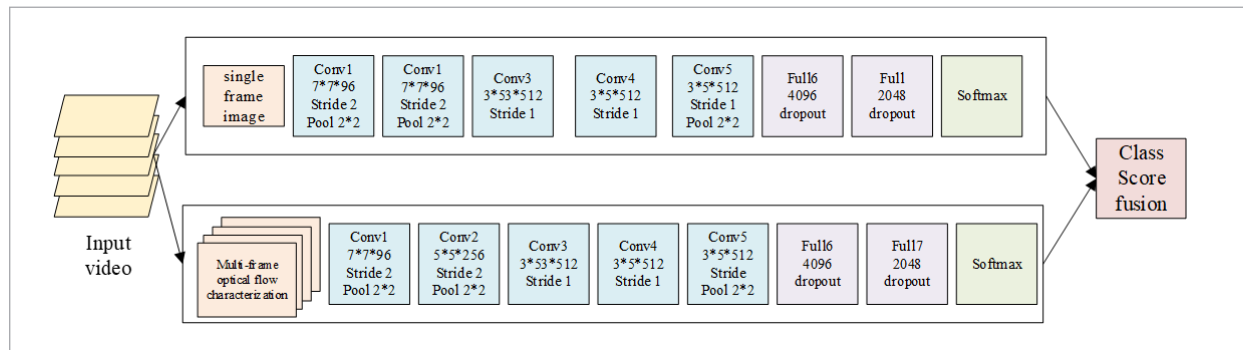 single
frame
image
Conv1
7*7*96
Stride 2
Pool 2*2
Conv1
7*7*96
Stride 2
Pool 2*2
Conv3
3*53*512
Stride 1
Conv4
3*5*512
Stride 1
Conv5
3*5*512
Stride 1
Pool 2*2
Full6
4096
dropout
Full
2048
dropout
Softmax
Input
video
Multi-frame
optical flow
characterization
Conv1
7*7*96
Stride 2
Pool 2*2
Conv2
5*5*256
Stride 2
Pool 2*2
Conv3
3*53*512
Stride 1
Conv4
3*5*512
Stride 1
Conv5
3*5*512
Stride
Pool 2*2
Full6
4096
dropout
Full7
2048
dropout
Softmax
Class
Score
fusion